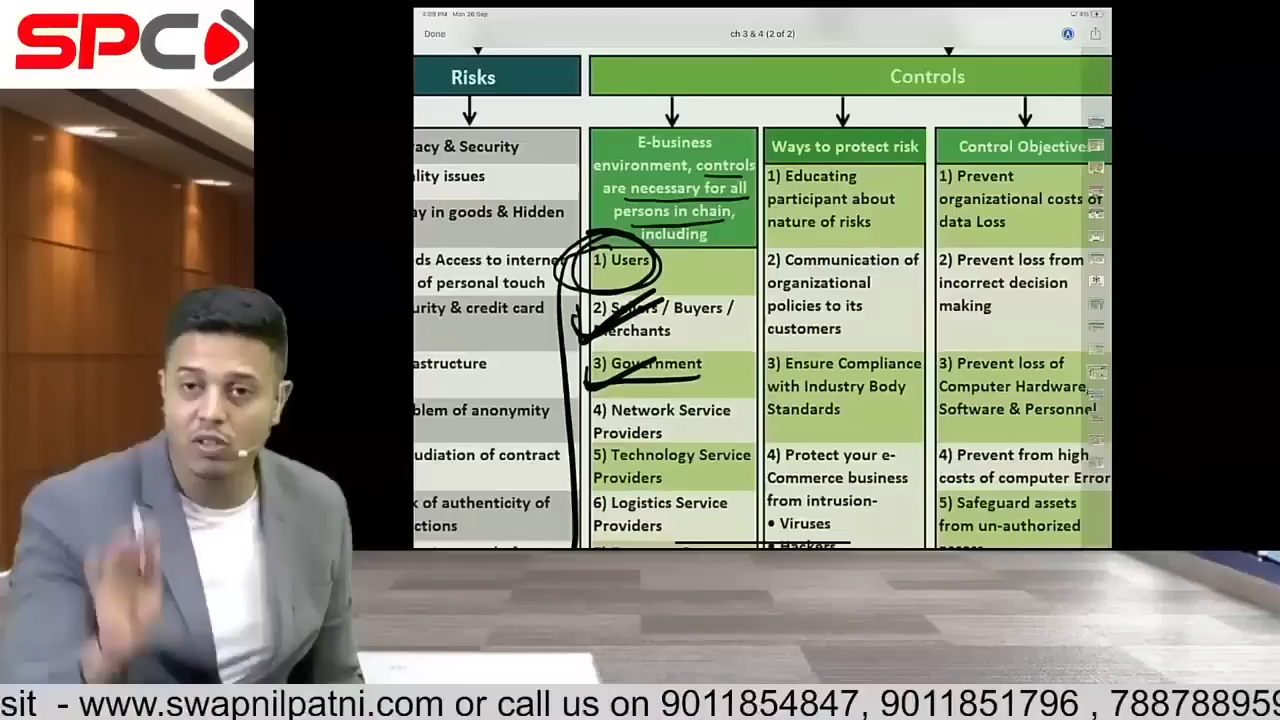 SPC
4:09 PM Mon 26 Sep
4%
Done
ch 3 & 4 (2 of 2)
Risks
Controls
acy & Security
lity issues
ay in goods & Hidden
ds Access to interne
of personal touch
urity & credit card
astructure
blem of anonymity
udiation of contract
k of authenticity of
ctions
E-business
environment, controls
are necessary for all
persons in chain,
including
1) Users
2) Sellers / Buyers /
Merchants
3) Government
4) Network Service
Providers
5) Technology Service
Providers
6) Logistics Service
Providers
Ways to protect risk
1) Educating
participant about
nature of risks
2) Communication of
organizational
policies to its
customers
3) Ensure Compliance
with Industry Body
Standards
4) Protect your e-
Commerce business
from intrusion-
• Viruses
• Hackers
Control Objective
1) Prevent
organizational costs of
data Loss
2) Prevent loss from
incorrect decision
making
3) Prevent loss of
Computer Hardware,
Software & Personnel
4) Prevent from high
costs of computer Error
5) Safeguard assets
from un-authorized
sit - www.swapnilpatni.com or call us on 9011854847, 9011851796 , 788788959